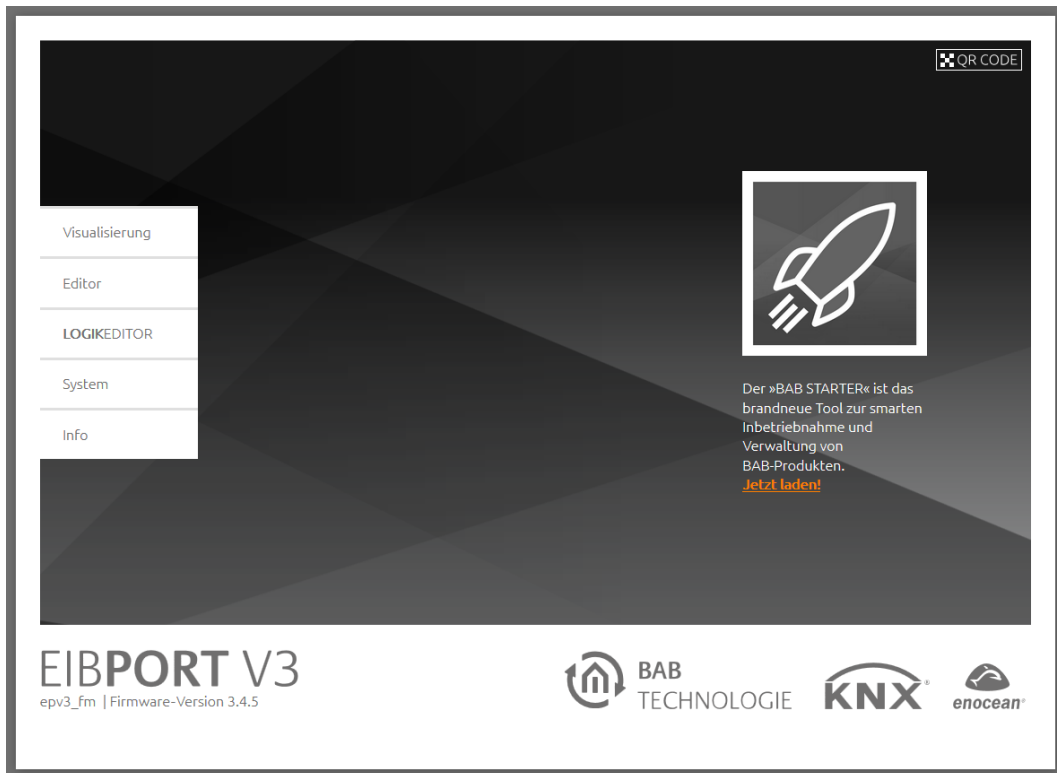 QR CODE
Visualisierung
Editor
LOGIKEDITOR
System
Info
Der »BAB STARTER« ist das
brandneue Tool zur smarten
Inbetriebnahme und
Verwaltung von
BAB-Produkten.
Jetzt laden!
EIBPORT V3
epv3_fm | Firmware-Version 3.4.5
BAB
TECHNOLOGIE
KNX®
enocean®